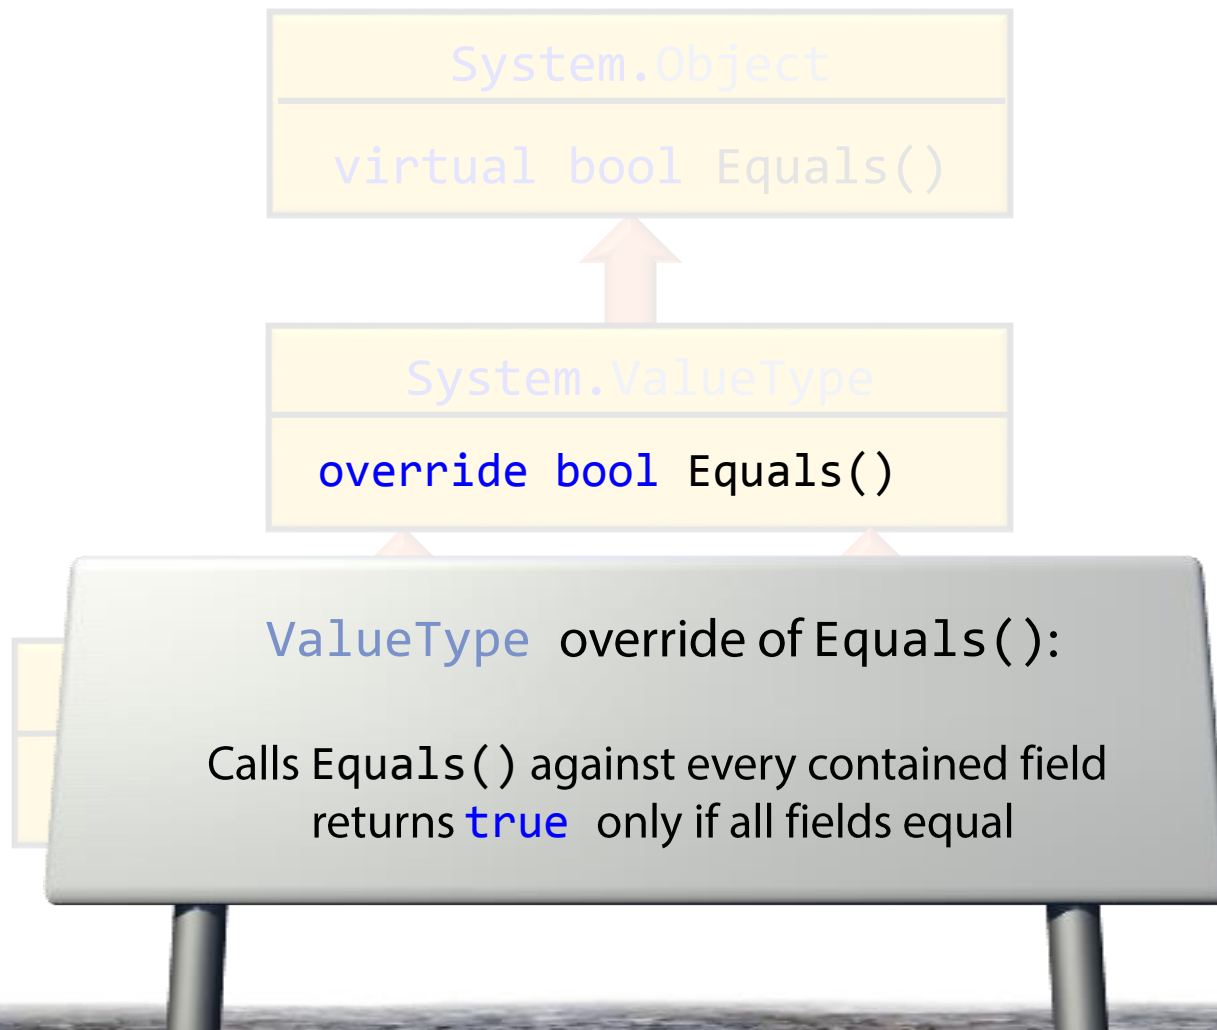 System.Object
virtual bool Equals()
System.ValueType
override bool Equals()
ValueType override of Equals():
Calls Equals() against every contained field
returns true only if all fields equal